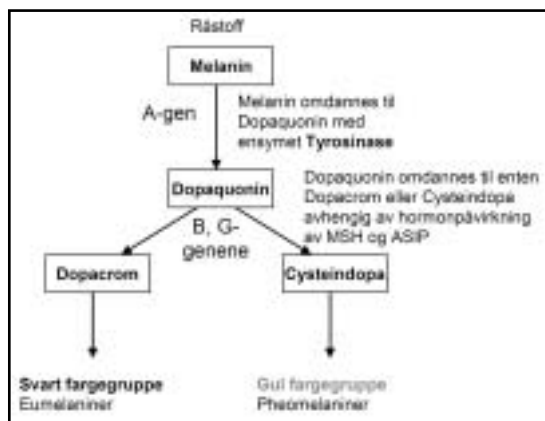 Råstoff
Melanin
A-gen
Melanin omdannes til
Dopaquonin med
ensymet Tyrosinase
Dopaquonin
Dopaquonin omdannes til enten
Dopacrom eller Cysteindopa
avhengig av hormonpåvirkning
av MSH og ASIP
B, G-
genene
Dopacrom
Cysteindopa
Svart fargegruppe
Eumelaniner
Gul fargegruppe
Pheomelaniner